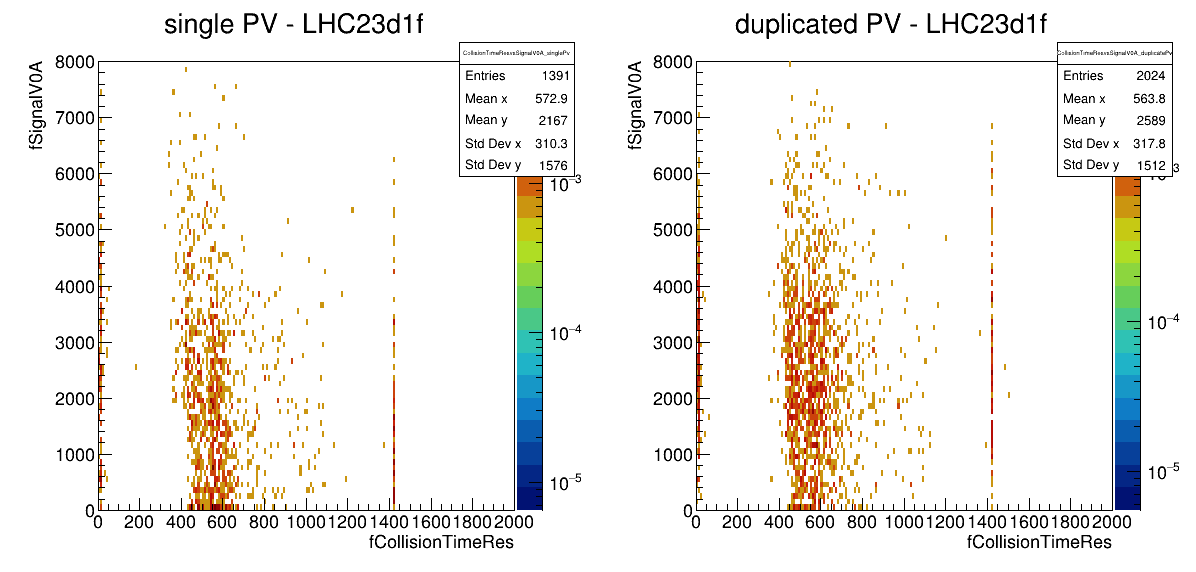 single PV - LHC23d1f
CollisionTimeResvsSignalV0A_singlePv
Entries 1391
Mean x 572.9
Mean y 2167
Std Dev x 310.3
Std Dev y 1576
fSignalV0A
8000
7000
6000
5000
4000
3000
2000
1000
0
0 200 400 600 800 1000 1200 1400 1600 1800 2000
fCollisionTimeRes
10−3
10−4
10−5
duplicated PV - LHC23d1f
CollisionTimeResvsSignalV0A_duplicatePv
Entries 2024
Mean x 563.8
Mean y 2589
Std Dev x 317.8
Std Dev y 1512
fSignalV0A
8000
7000
6000
5000
4000
3000
2000
1000
0
0 200 400 600 800 1000 1200 1400 1600 1800 2000
fCollisionTimeRes
3
10−4
10−5